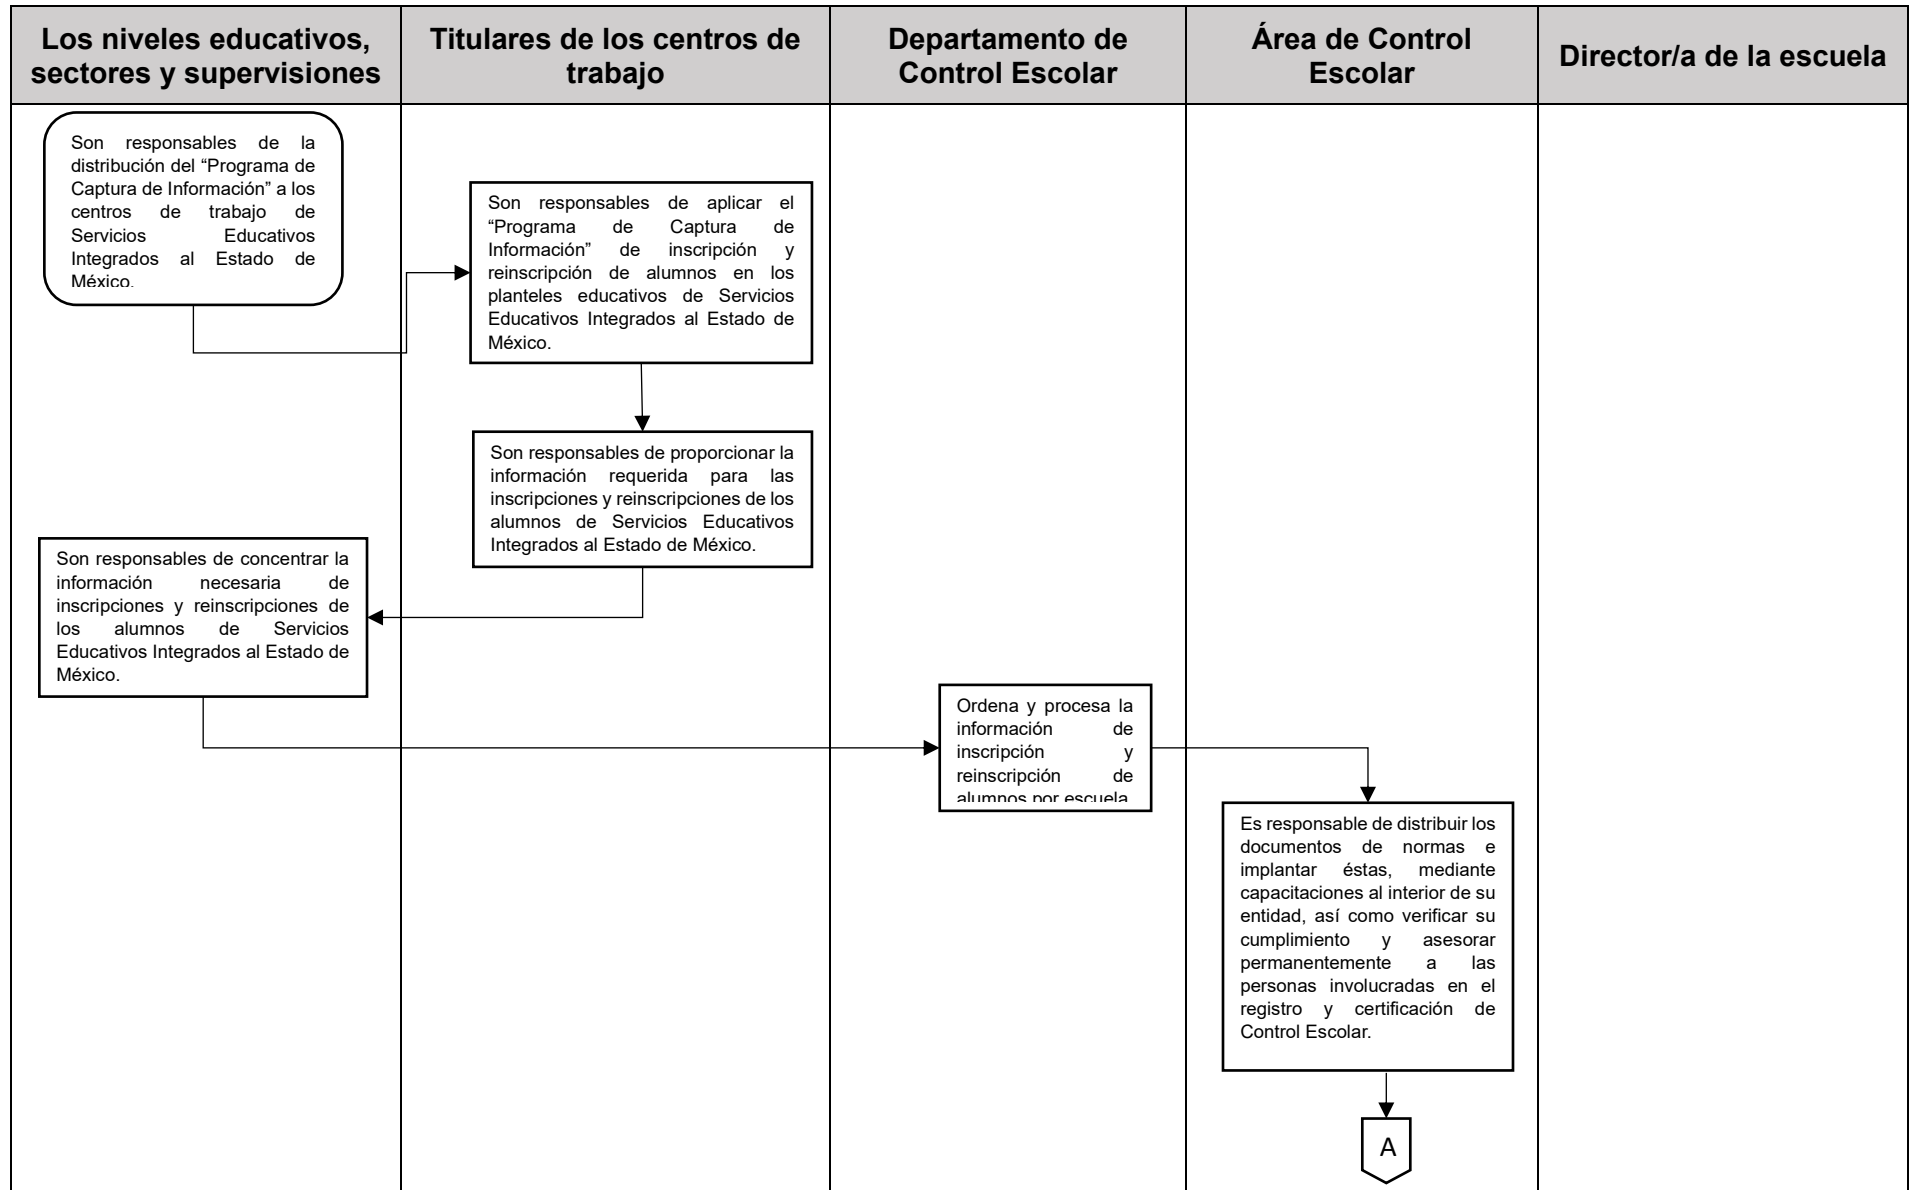 Los niveles educativos,
sectores y supervisiones
Titulares de los centros de
trabajo
Departamento de
Control Escolar
Área de Control
Escolar
Director/a de la escuela
Son responsables de la
distribución del “Programa de
Captura de Información” a los
centros de trabajo de
Servicios Educativos
Integrados al Estado de
México.
Son responsables de aplicar el
“Programa de Captura de
Información” de inscripción y
reinscripción de alumnos en los
planteles educativos de Servicios
Educativos Integrados al Estado de
México.
Son responsables de proporcionar la
información requerida para las
inscripciones y reinscripciones de los
alumnos de Servicios Educativos
Integrados al Estado de México.
Son responsables de concentrar la
información necesaria de
inscripciones y reinscripciones de
los alumnos de Servicios
Educativos Integrados al Estado de
México.
Ordena y procesa la
información de
inscripción y
reinscripción de
alumnos por escuela.
Es responsable de distribuir los
documentos de normas e
implantar éstas, mediante
capacitaciones al interior de su
entidad, así como verificar su
cumplimiento y asesorar
permanentemente a las
personas involucradas en el
registro y certificación de
Control Escolar.
A